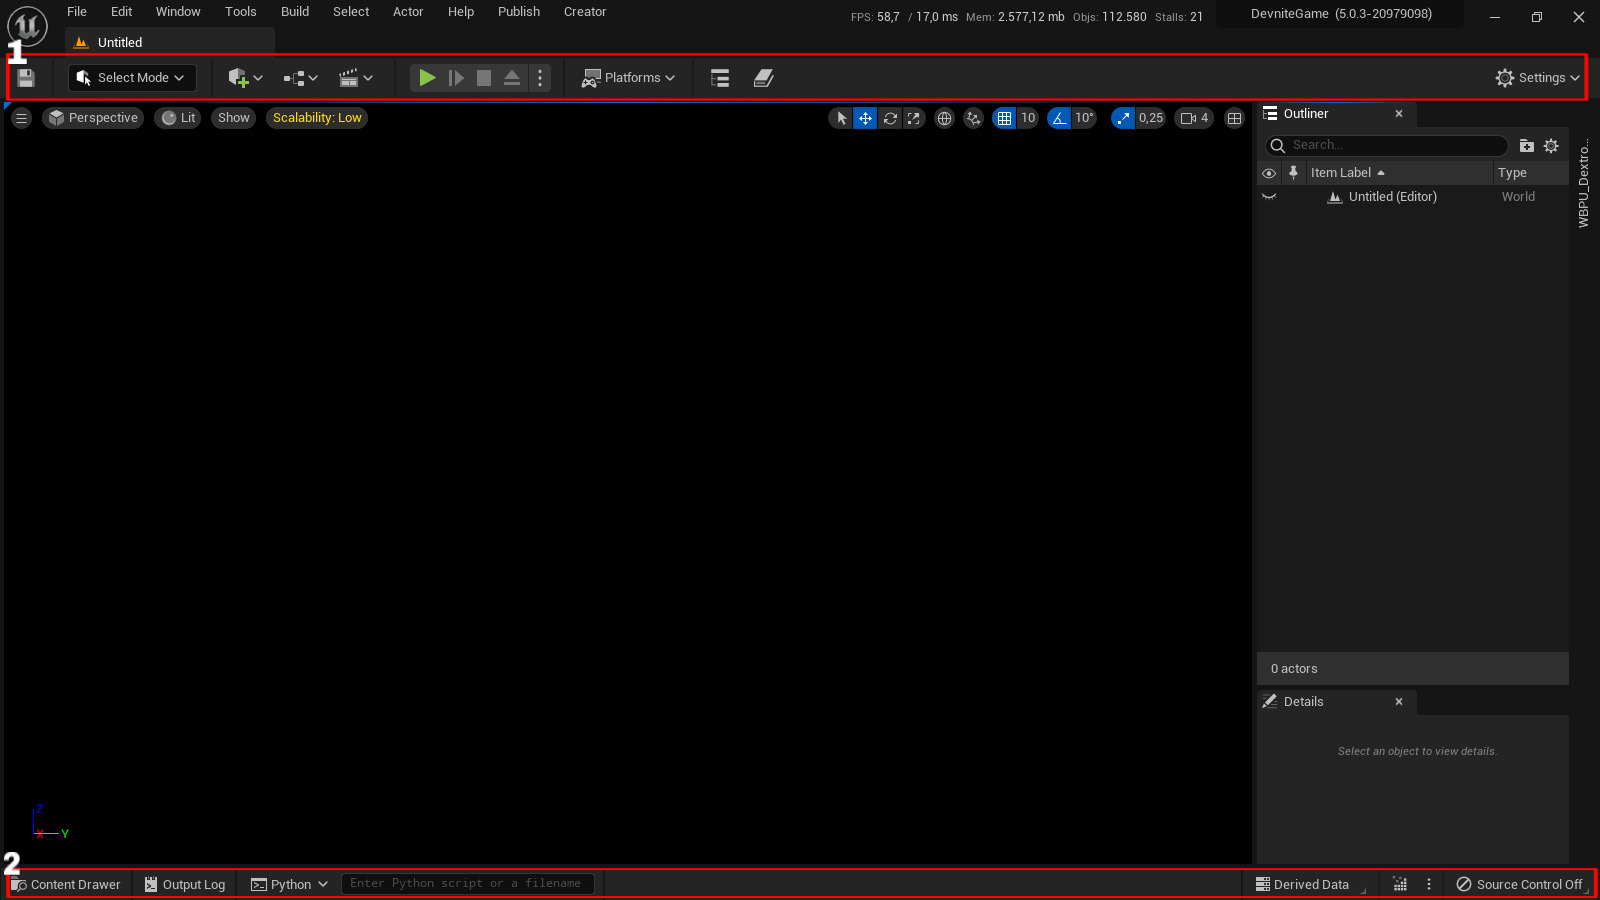 File Edit Window Tools Build Select Actor Help Publish Creator
FPS: 58,7 / 17,0 ms Mem: 2.577,12 mb Objs: 112.580 Stalls: 21
DevniteGame (5.0.3-20979098)
Untitled
1
Select Mode
Platforms
Settings
Perspective Lit Show Scalability: Low
10 10° 0,25 4
Outliner
Search...
Item Label Type
Untitled (Editor) World
WBPU_Dextro...
0 actors
Details
Select an object to view details.
Z
X Y
2
Content Drawer Output Log Python Enter Python script or a filename
Derived Data Source Control Off